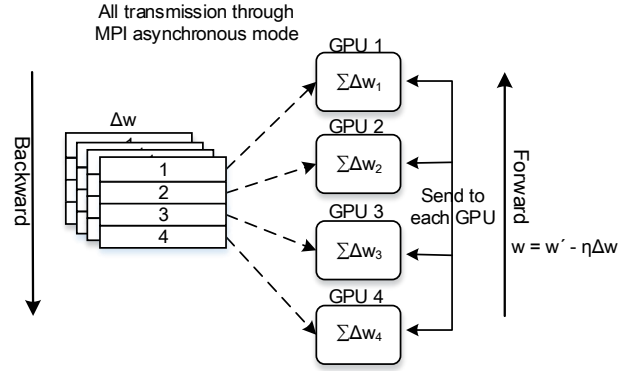 All transmission through
MPI asynchronous mode
Backward
Δw
1
2
3
4
GPU 1
∑Δw₁
GPU 2
∑Δw₂
GPU 3
∑Δw₃
GPU 4
∑Δw₄
Send to
each GPU
Forward
w = w´ - ηΔw